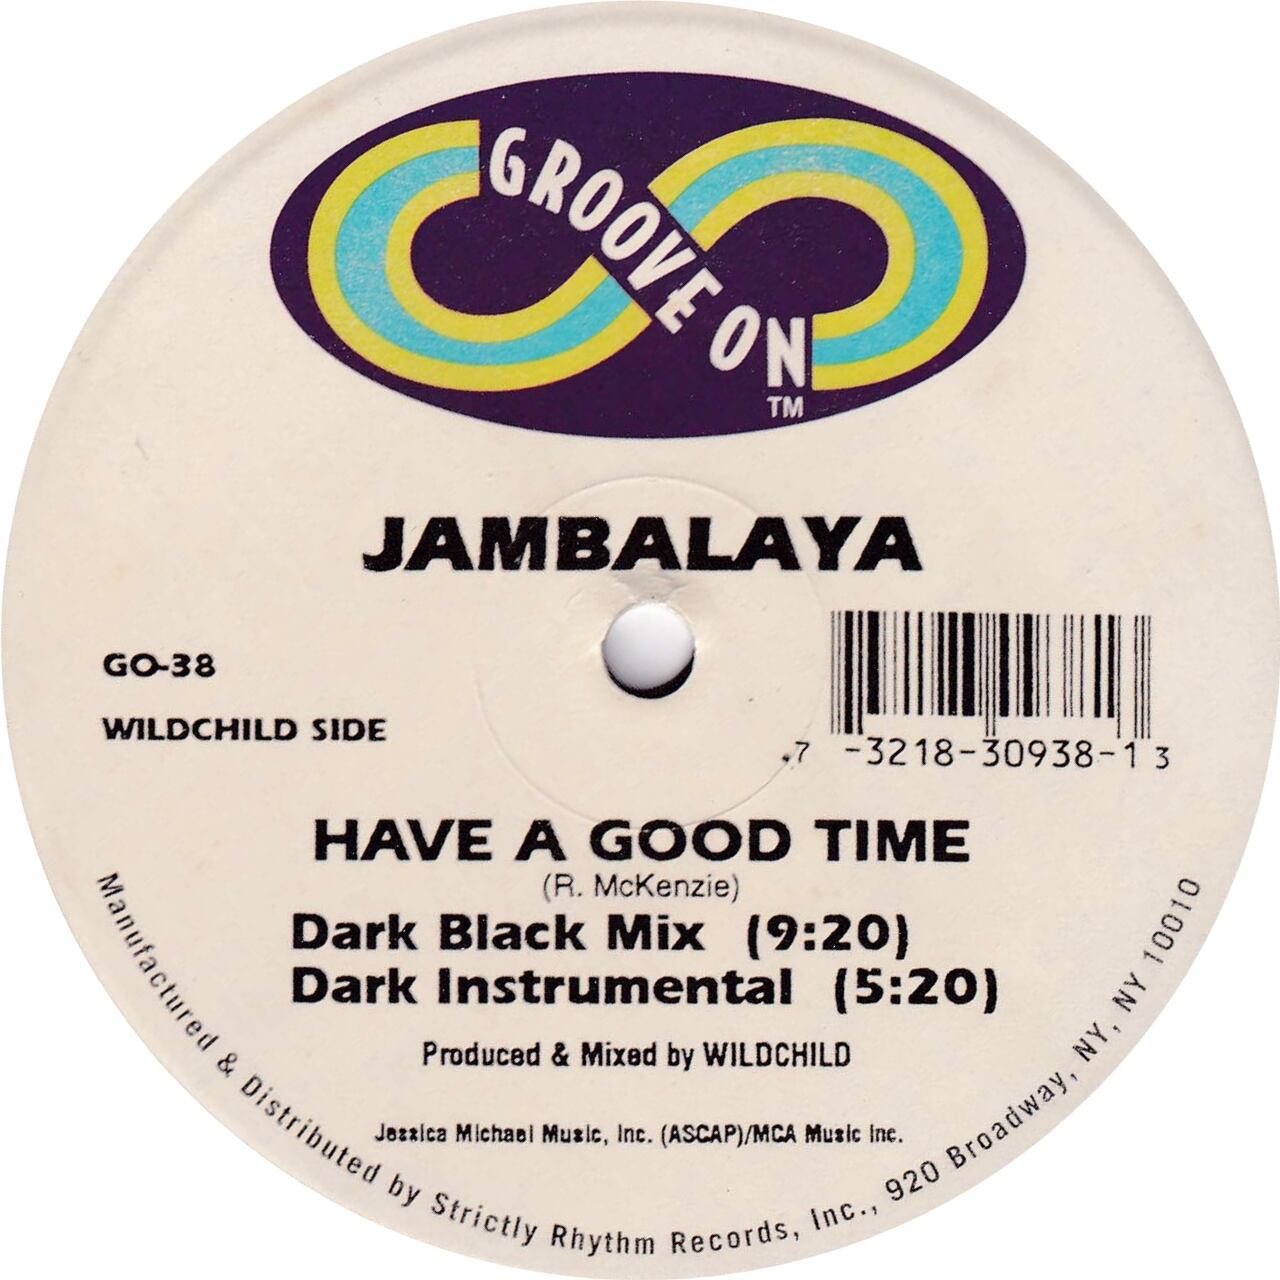 GROOVE ON
TM
JAMBALAYA
GO-38
WILDCHILD SIDE
7 -3218-30938-1 3
HAVE A GOOD TIME
(R. McKenzie)
Dark Black Mix (9:20)
Dark Instrumental (5:20)
Produced & Mixed by WILDCHILD
Jessica Michael Music, Inc. (ASCAP)/MCA Music Inc.
Manufactured & Distributed by Strictly Rhythm Records, Inc., 920 Broadway, NY, NY 10010